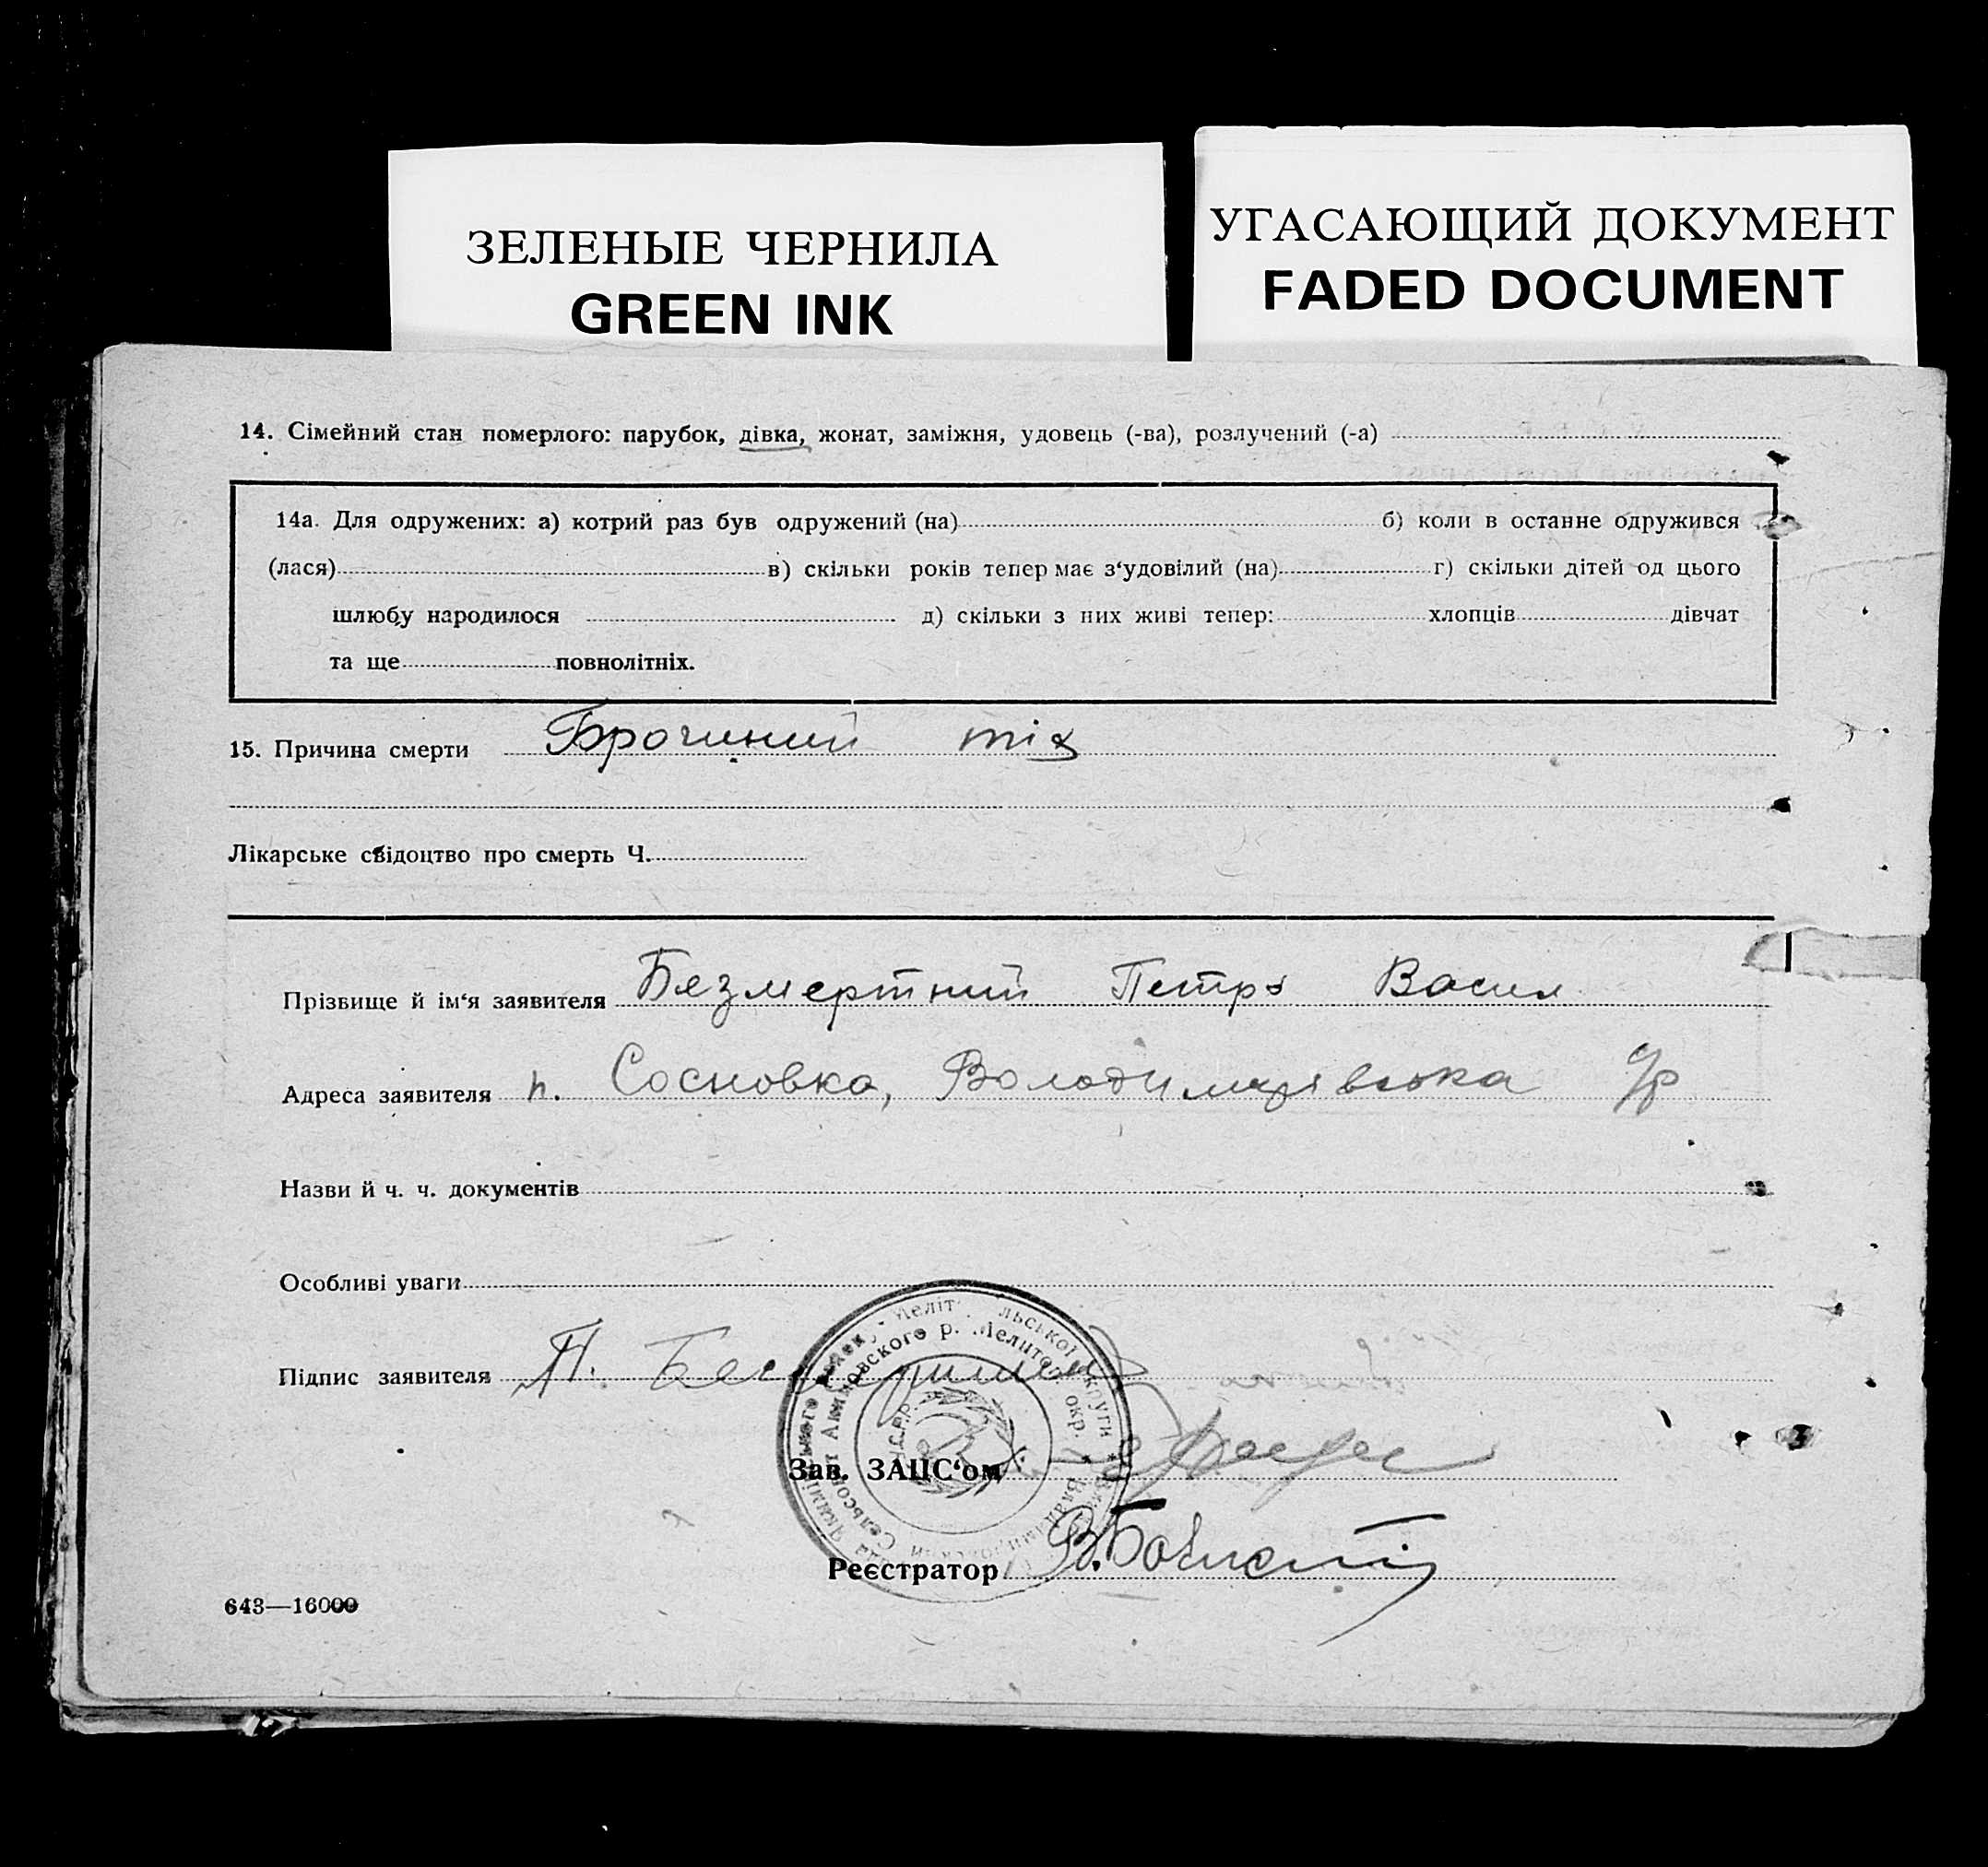 ЗЕЛЕНЫЕ ЧЕРНИЛА
GREEN INK
УГАСАЮЩИЙ ДОКУМЕНТ
FADED DOCUMENT
14. Сімейний стан померлого: парубок, дівка, жонат, заміжня, удовець (-ва), розлучений (-а)
14а. Для одружених: а) котрий раз був одружений (на) б) коли в останне одружився
(лася) в) скільки років тепер має з‘удовілий (на) г) скільки дітей од цього
шлюбу народилося д) скільки з них живі тепер: хлопців дівчат
та ще повнолітніх.
15. Причина смерти тіх
Лікарське свідоцтво про смерть Ч.
Прізвище й ім‘я заявителя Безмертний Петро Васил
Адреса заявителя п. Сосновка, Володимирівська
Назви й ч. ч. документів
Особливі уваги
Підпис заявителя П.
Зав. ЗАПС‘ом
Реєстратор
643—16000